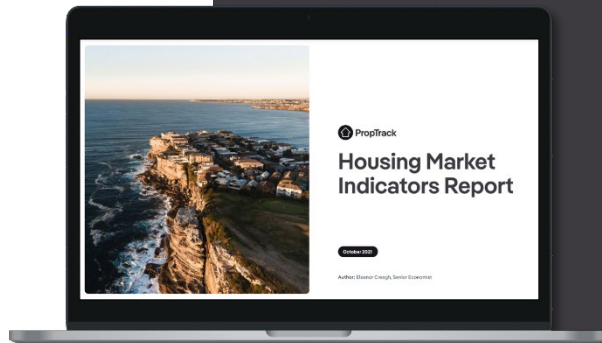 PropTrack
Housing Market
Indicators Report
October 2021
Author: Eleanor Creagh, Senior Economist